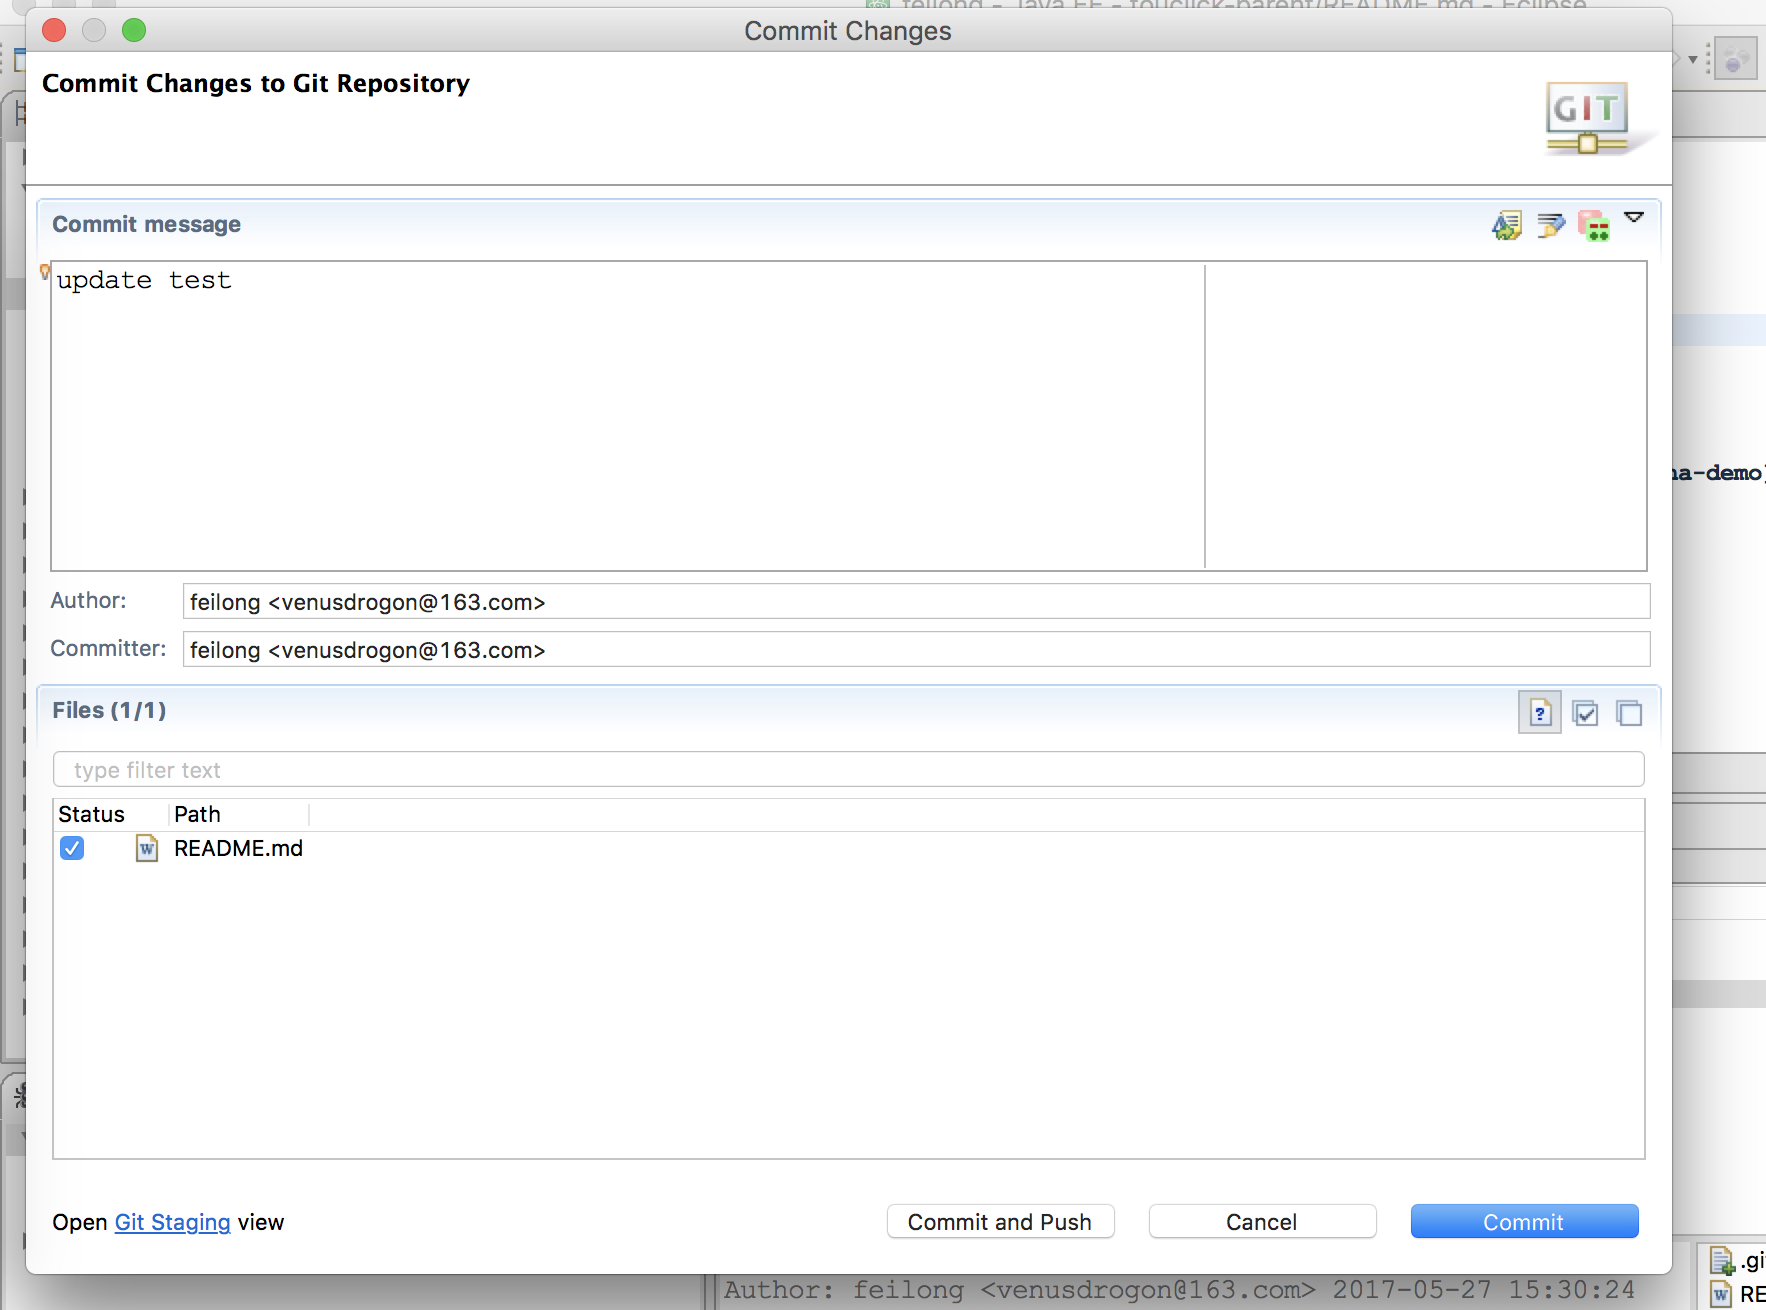 feilong - Java EE - touclick-parent/README.md - Eclipse
Commit Changes
Commit Changes to Git Repository
GIT
Commit message
update test
Author:
feilong <venusdrogon@163.com>
Committer:
feilong <venusdrogon@163.com>
Files (1/1)
type filter text
Status Path
README.md
Open Git Staging view
Commit and Push
Cancel
Commit
-demo
Author: feilong <venusdrogon@163.com> 2017-05-27 15:30:24
.gi
RE